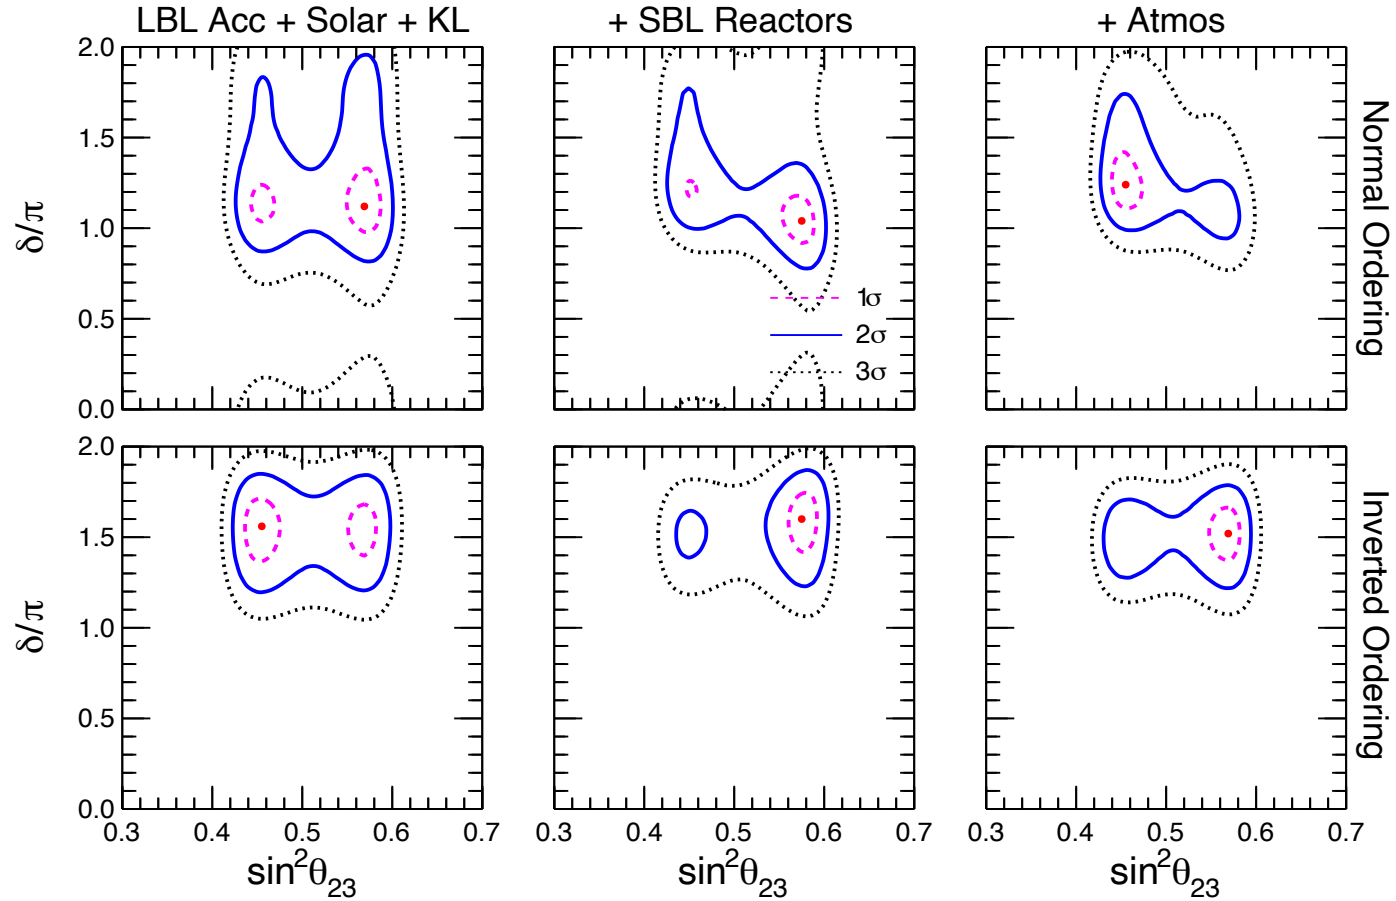 LBL Acc + Solar + KL
+ SBL Reactors
+ Atmos
2.0
1.5
1.0
0.5
0.0
δ/π
1σ
2σ
3σ
Normal Ordering
2.0
1.5
1.0
0.5
0.0
δ/π
Inverted Ordering
0.3 0.4 0.5 0.6 0.7
0.3 0.4 0.5 0.6 0.7
0.3 0.4 0.5 0.6 0.7
sin²θ₂₃
sin²θ₂₃
sin²θ₂₃